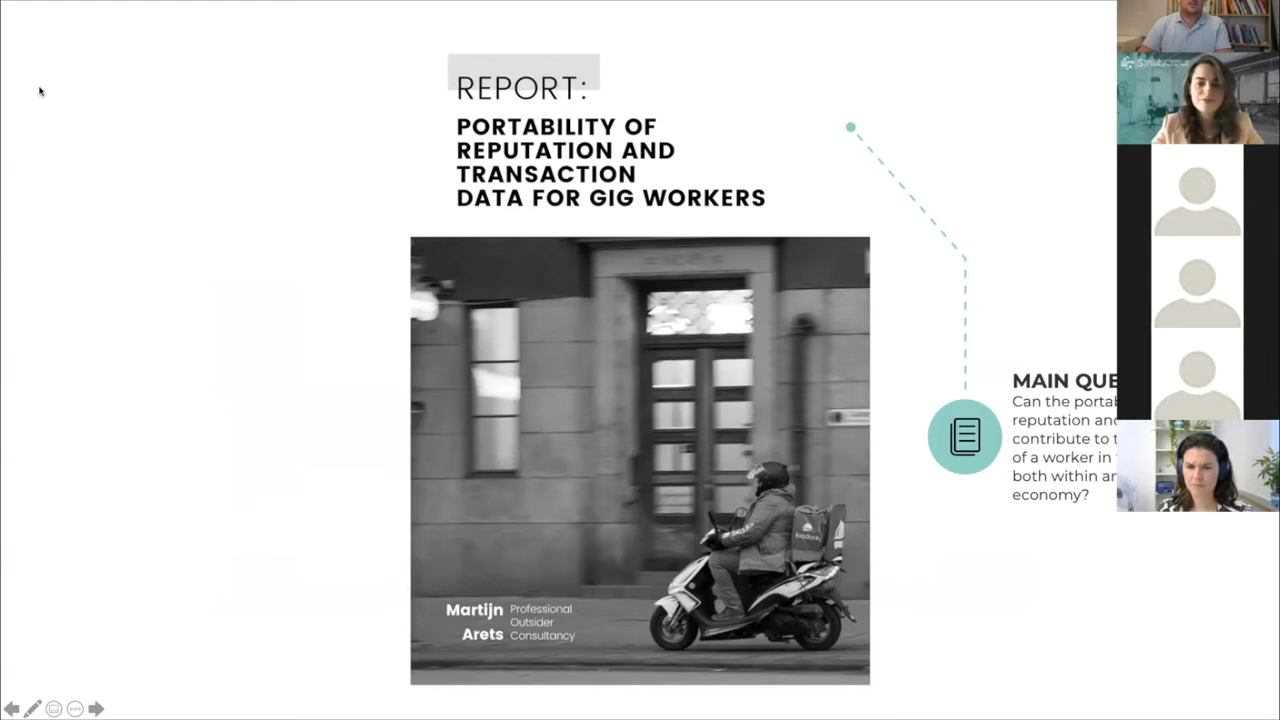 REPORT:
PORTABILITY OF
REPUTATION AND
TRANSACTION
DATA FOR GIG WORKERS
foodora
Martijn Professional
Outsider
Arets Consultancy
MAIN QUE
Can the portab
reputation and
contribute to t
of a worker in
both within an
economy?